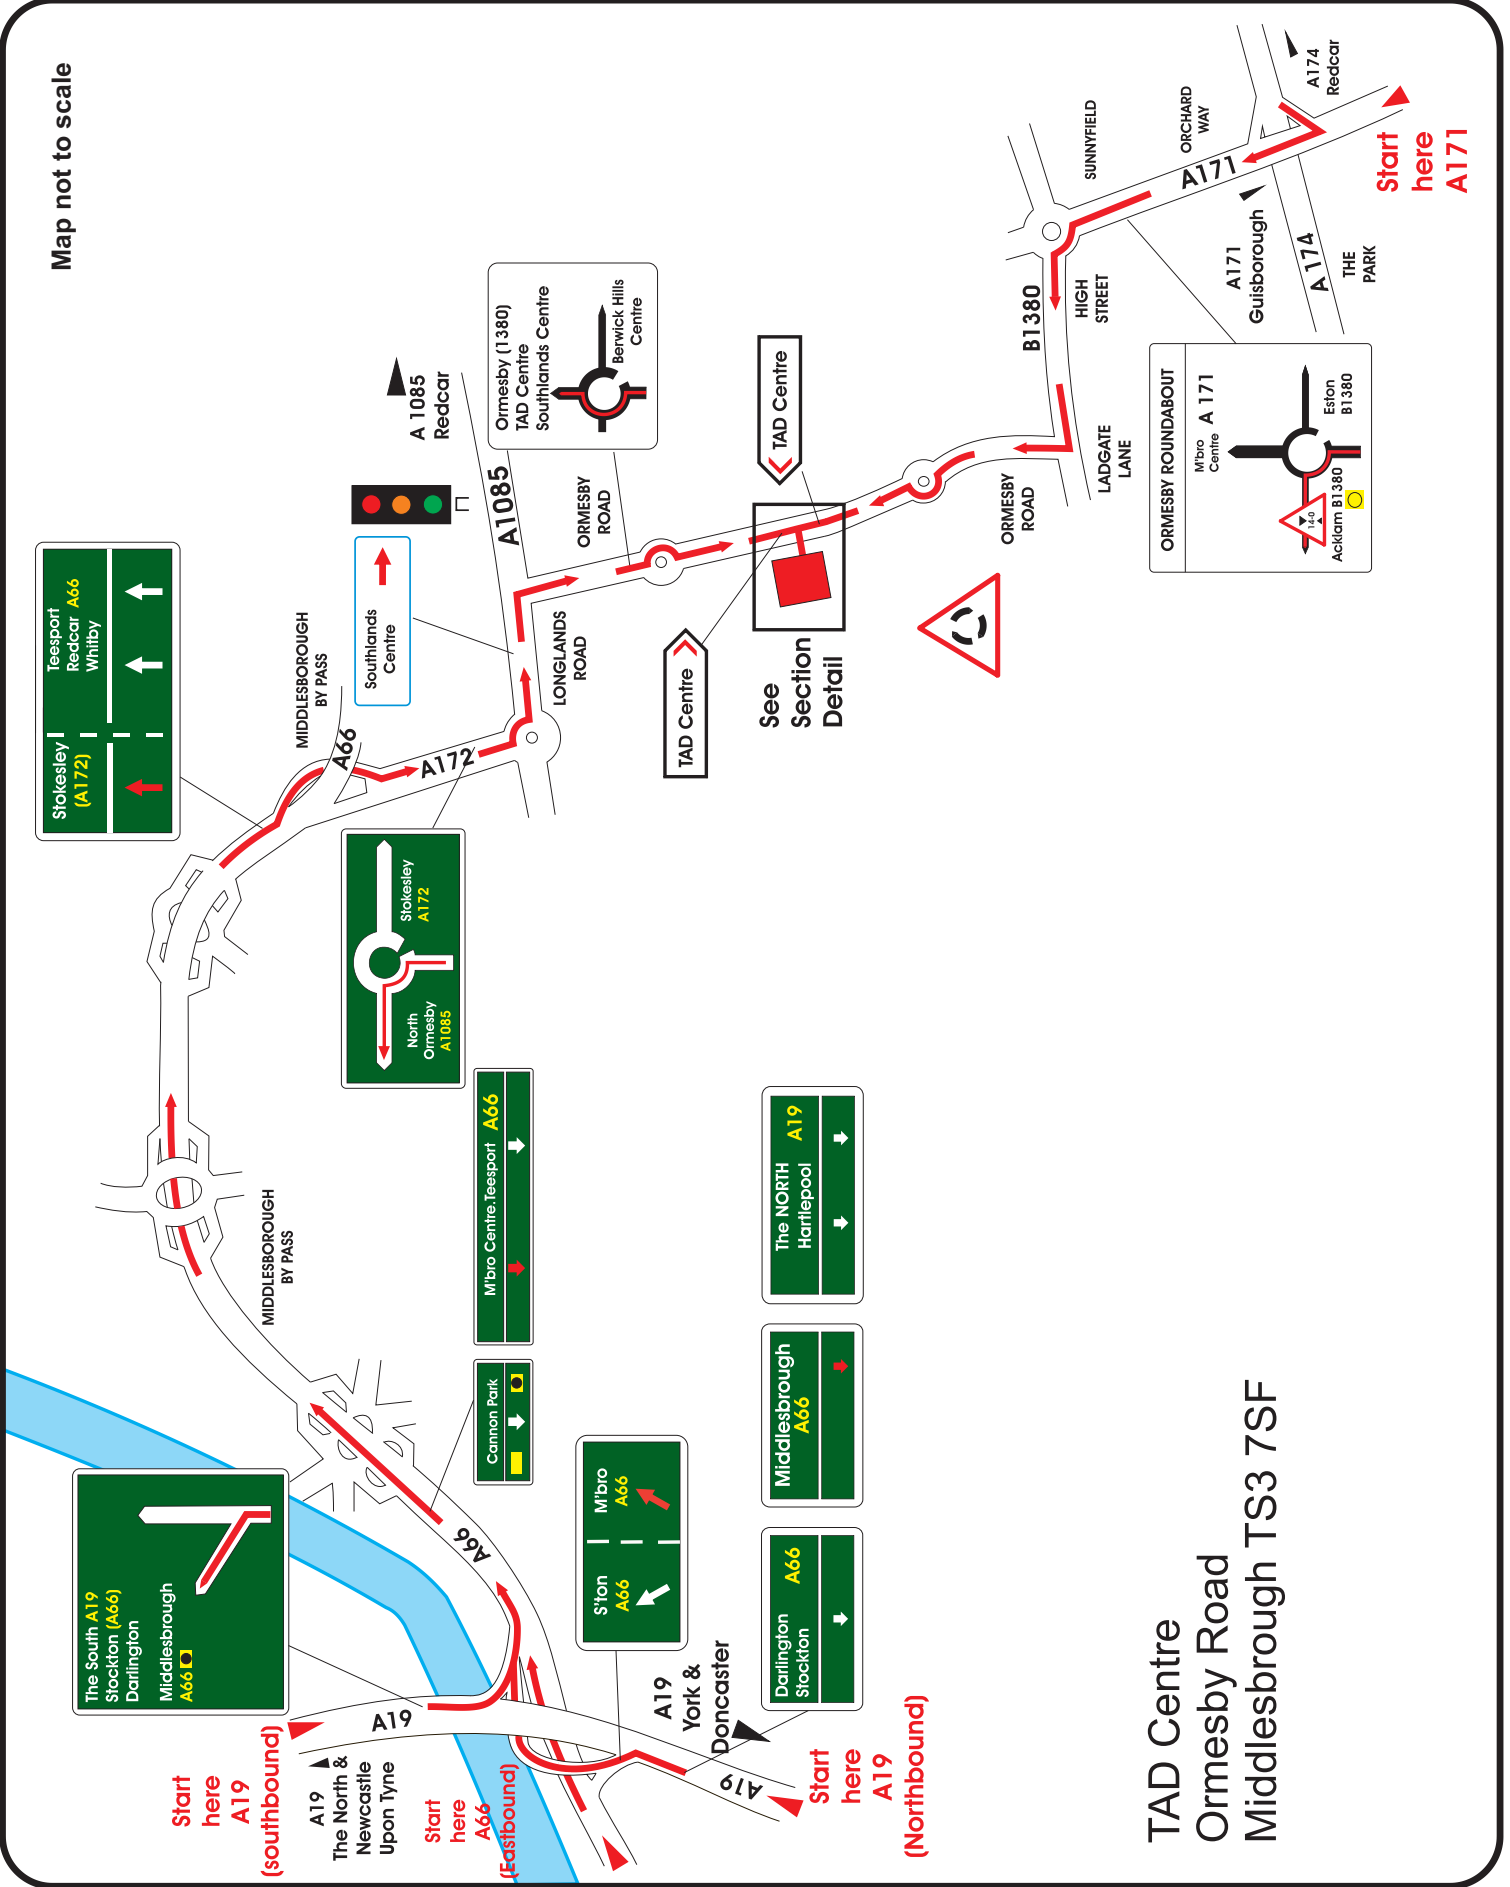 Map not to scale
The South A19
Stockton (A66)
Darlington
Middlesbrough
A66
Stokesley
(A172)
Teesport
Redcar A66
Whitby
MIDDLESBOROUGH
BY PASS
MIDDLESBOROUGH
BY PASS
A66
A172
Southlands
Centre
A 1085
Redcar
A1085
North
Ormesby
A1085
Stokesley
A172
LONGLANDS
ROAD
ORMESBY
ROAD
Ormesby (1380)
TAD Centre
Southlands Centre
Berwick Hills
Centre
M'bro Centre.Teesport A66
Cannon Park
A66
S'ton
A66
M'bro
A66
TAD Centre
TAD Centre
See
Section
Detail
The NORTH A19
Hartlepool
Middlesbrough
A66
Darlington A66
Stockton
Start
here
A19
(southbound)
A19
A19
The North &
Newcastle
Upon Tyne
Start
here
A66
(Eastbound)
A19
York &
Doncaster
A19
Start
here
A19
(Northbound)
ORMESBY
ROAD
LADGATE
LANE
B1380
HIGH
STREET
SUNNYFIELD
ORCHARD
WAY
A171
A171
Guisborough
A174
Redcar
A 174
THE
PARK
Start
here
A171
ORMESBY ROUNDABOUT
M'bro
Centre A 171
Eston
B1380
14-0
Acklam B1380
TAD Centre
Ormesby Road
Middlesbrough TS3 7SF